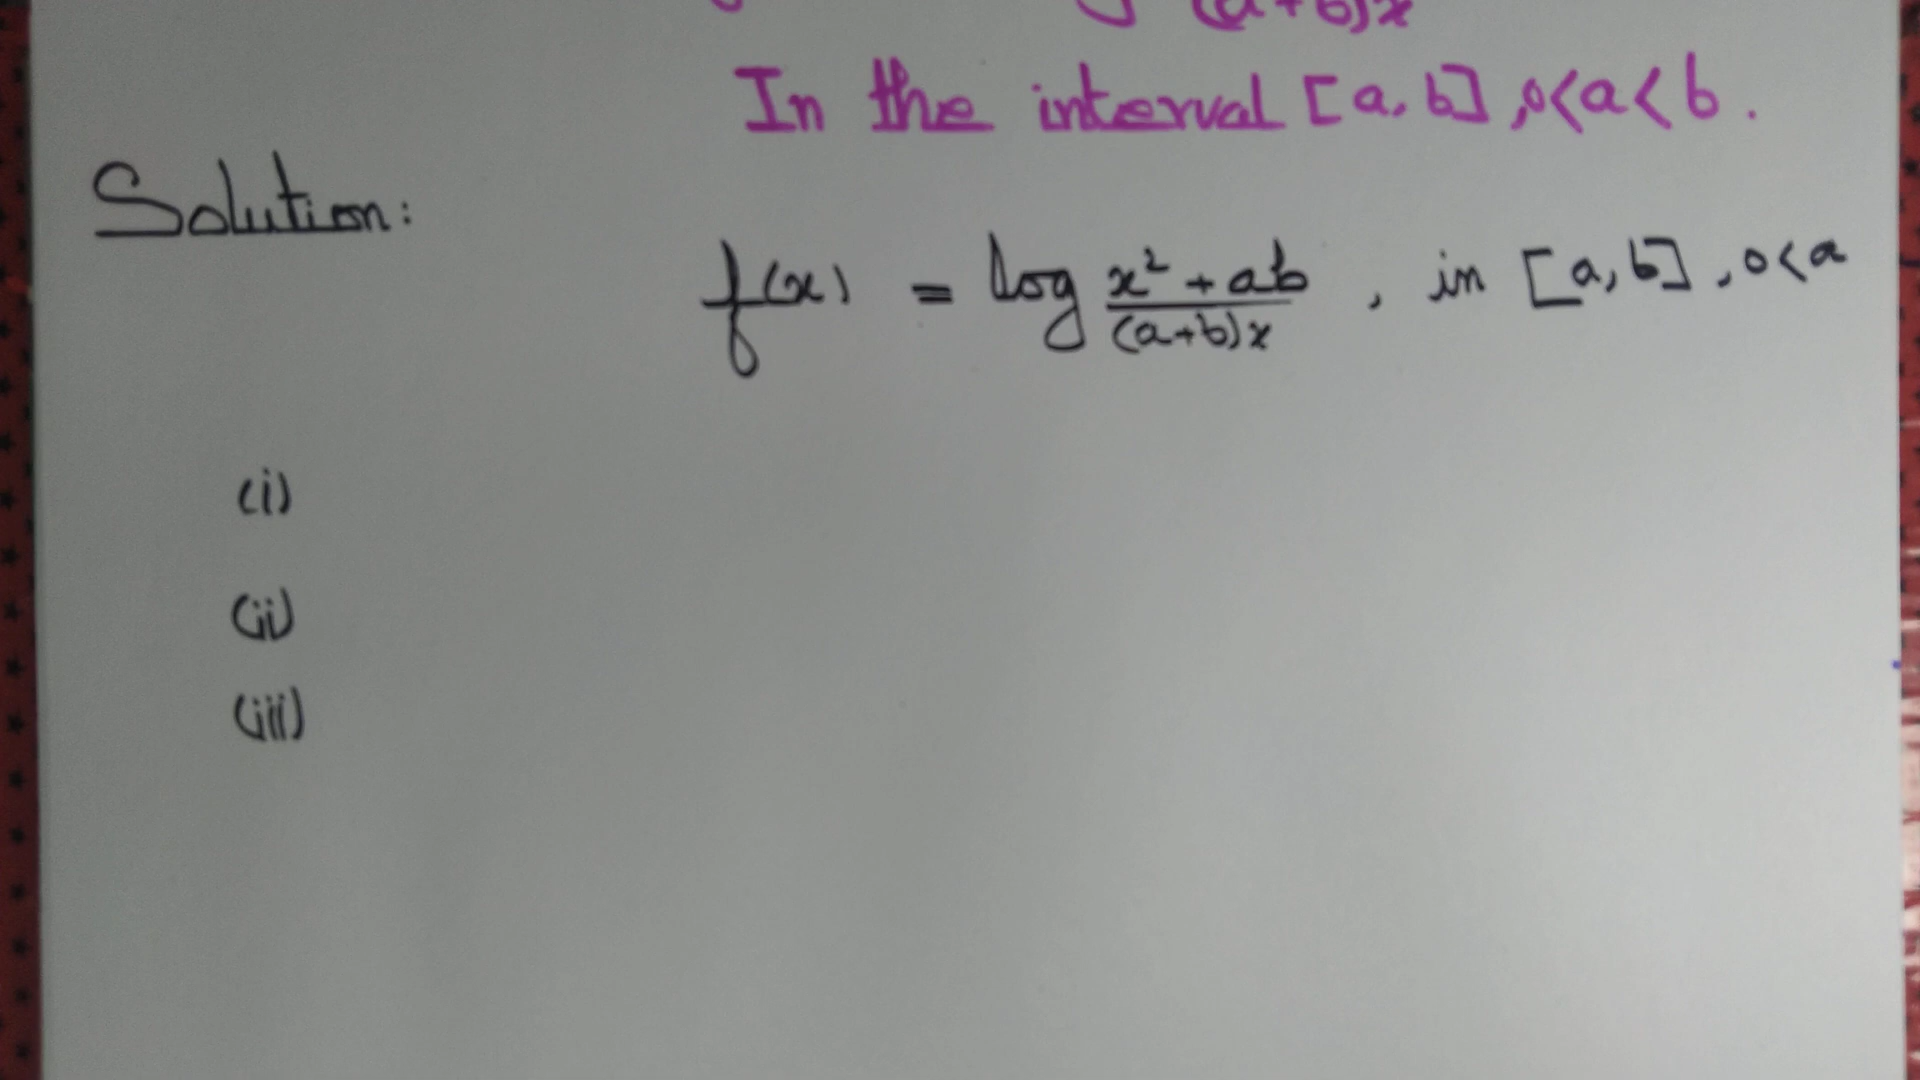 (a+b)x
In the interval [a, b], 0<a<b.
Solution:
f(x) = log x² + ab / (a+b)x , in [a, b], 0<a
(i)
(ii)
(iii)